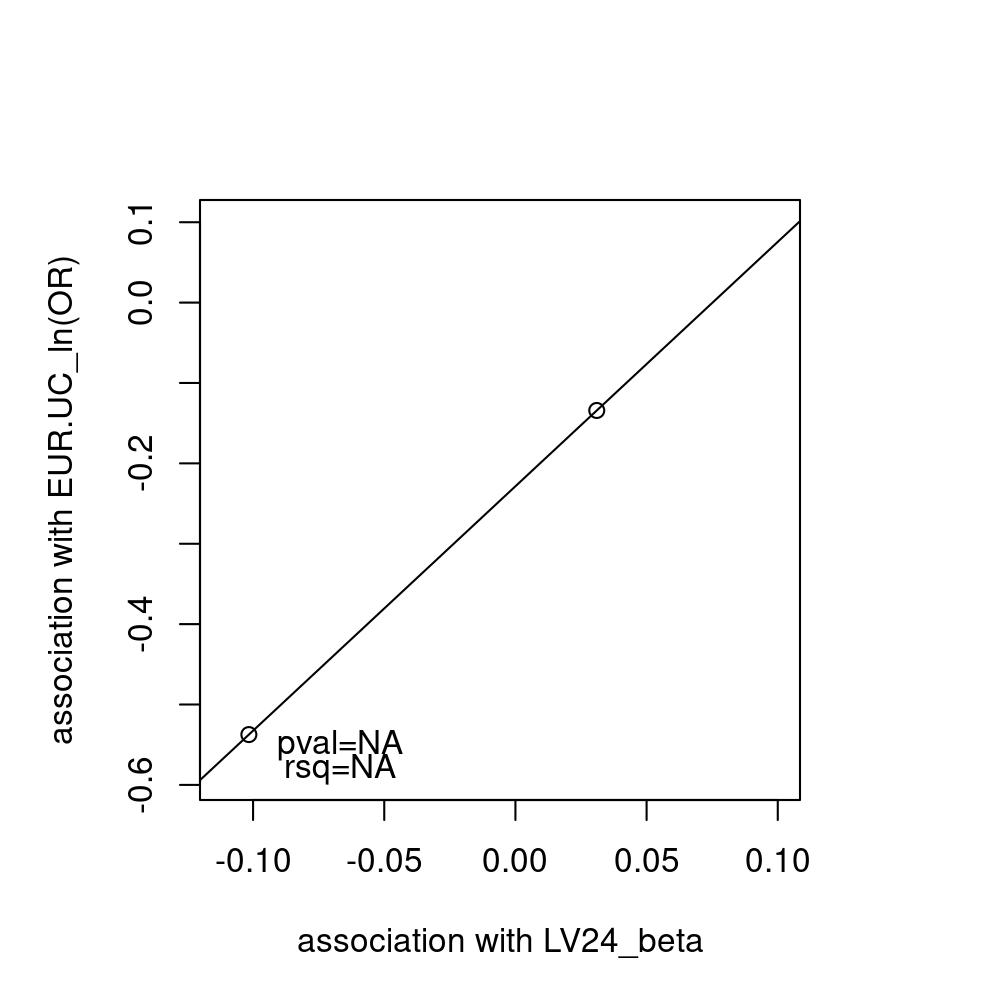 association with EUR.UC_ln(OR)
0.1
0.0
-0.2
-0.4
-0.6
pval=NA
rsq=NA
-0.10 -0.05 0.00 0.05 0.10
association with LV24_beta